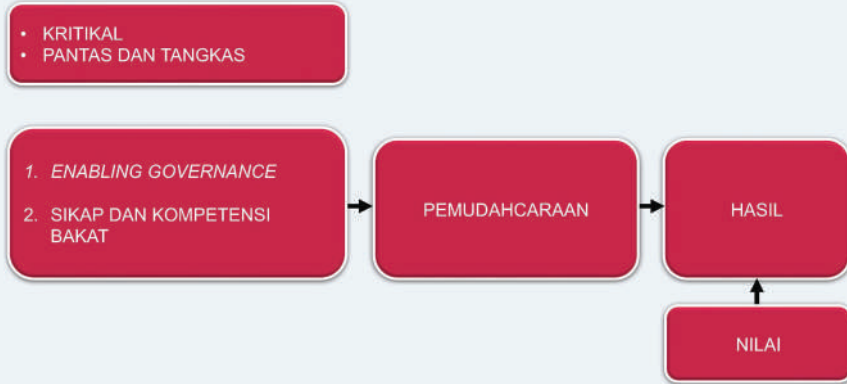 • KRITIKAL
• PANTAS DAN TANGKAS
1. ENABLING GOVERNANCE
2. SIKAP DAN KOMPETENSI
BAKAT
PEMUDAHCARAAN
HASIL
NILAI